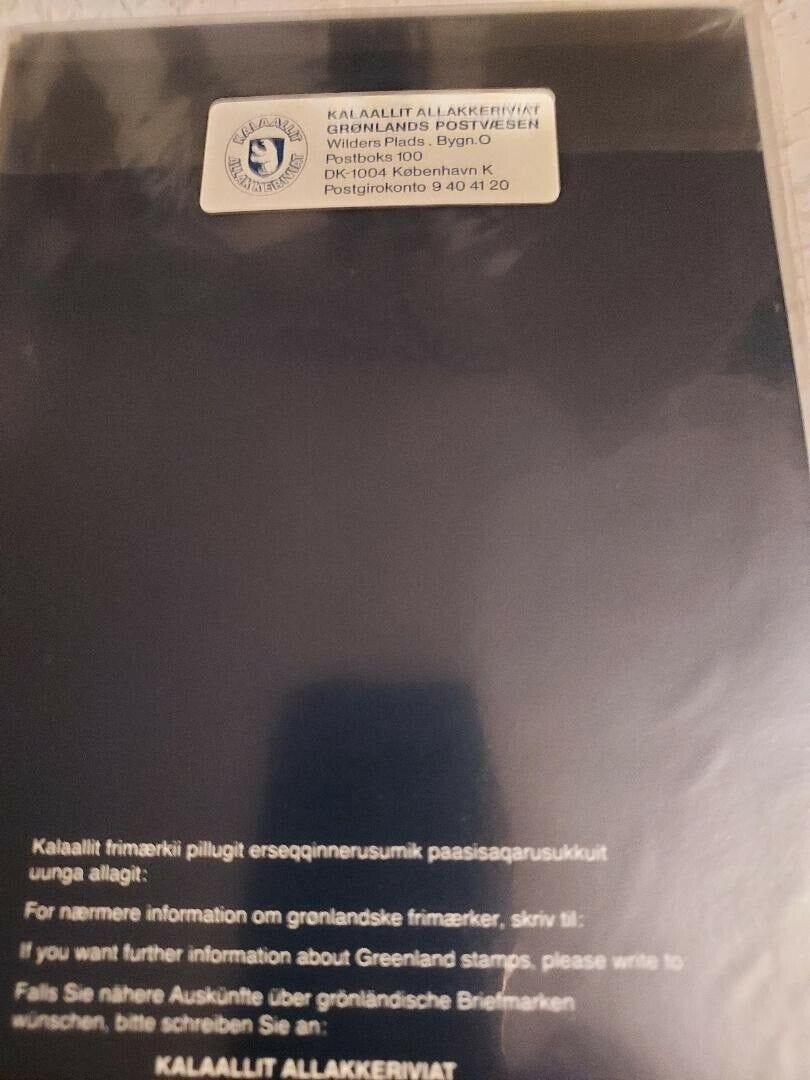 KALAALLIT
ALLAKKERIVIAT
KALAALLIT ALLAKKERIVIAT
GRØNLANDS POSTVÆSEN
Wilders Plads . Bygn.O
Postboks 100
DK-1004 København K
Postgirokonto 9 40 41 20
Kalaallit frimærkii pillugit erseqqinnerusumik paasisaqarusukkuit
uunga allagit:
For nærmere information om grønlandske frimærker, skriv til:
If you want further information about Greenland stamps, please write to
Falls Sie nähere Auskünfte über grönländische Briefmarken
wünschen, bitte schreiben Sie an:
KALAALLIT ALLAKKERIVIAT